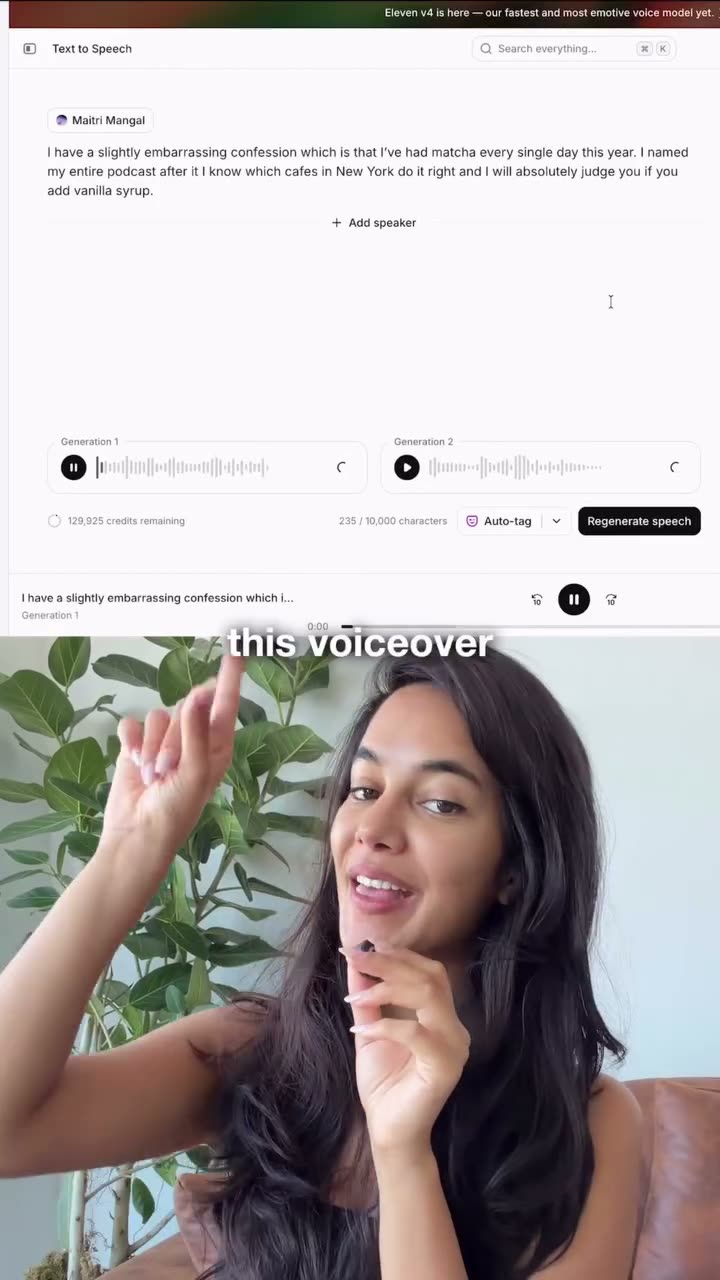 Eleven v4 is here — our fastest and most emotive voice model yet.
Text to Speech
Search everything...
⌘ K
Maitri Mangal
I have a slightly embarrassing confession which is that I've had matcha every single day this year. I named
my entire podcast after it I know which cafes in New York do it right and I will absolutely judge you if you
add vanilla syrup.
+ Add speaker
Generation 1
Generation 2
129,925 credits remaining
235 / 10,000 characters
Auto-tag
Regenerate speech
I have a slightly embarrassing confession which i...
Generation 1
10
10
0:00
this voiceover